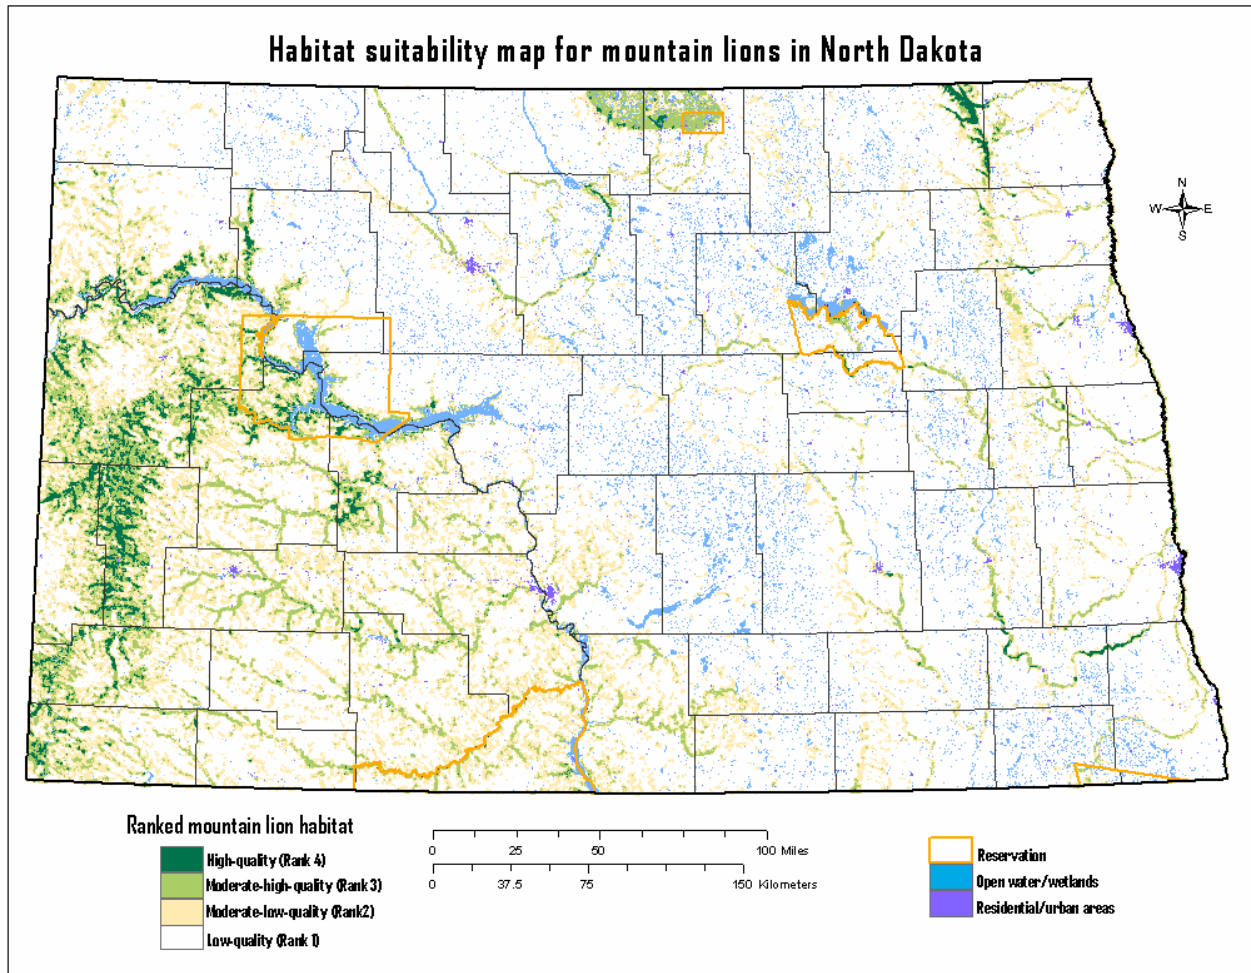 Habitat suitability map for mountain lions in North Dakota
N
W E
S
Ranked mountain lion habitat
High-quality (Rank 4)
Moderate-high-quality (Rank 3)
Moderate-low-quality (Rank2)
Low-quality (Rank 1)
0 25 50 100 Miles
0 37.5 75 150 Kilometers
Reservation
Open water/wetlands
Residential/urban areas